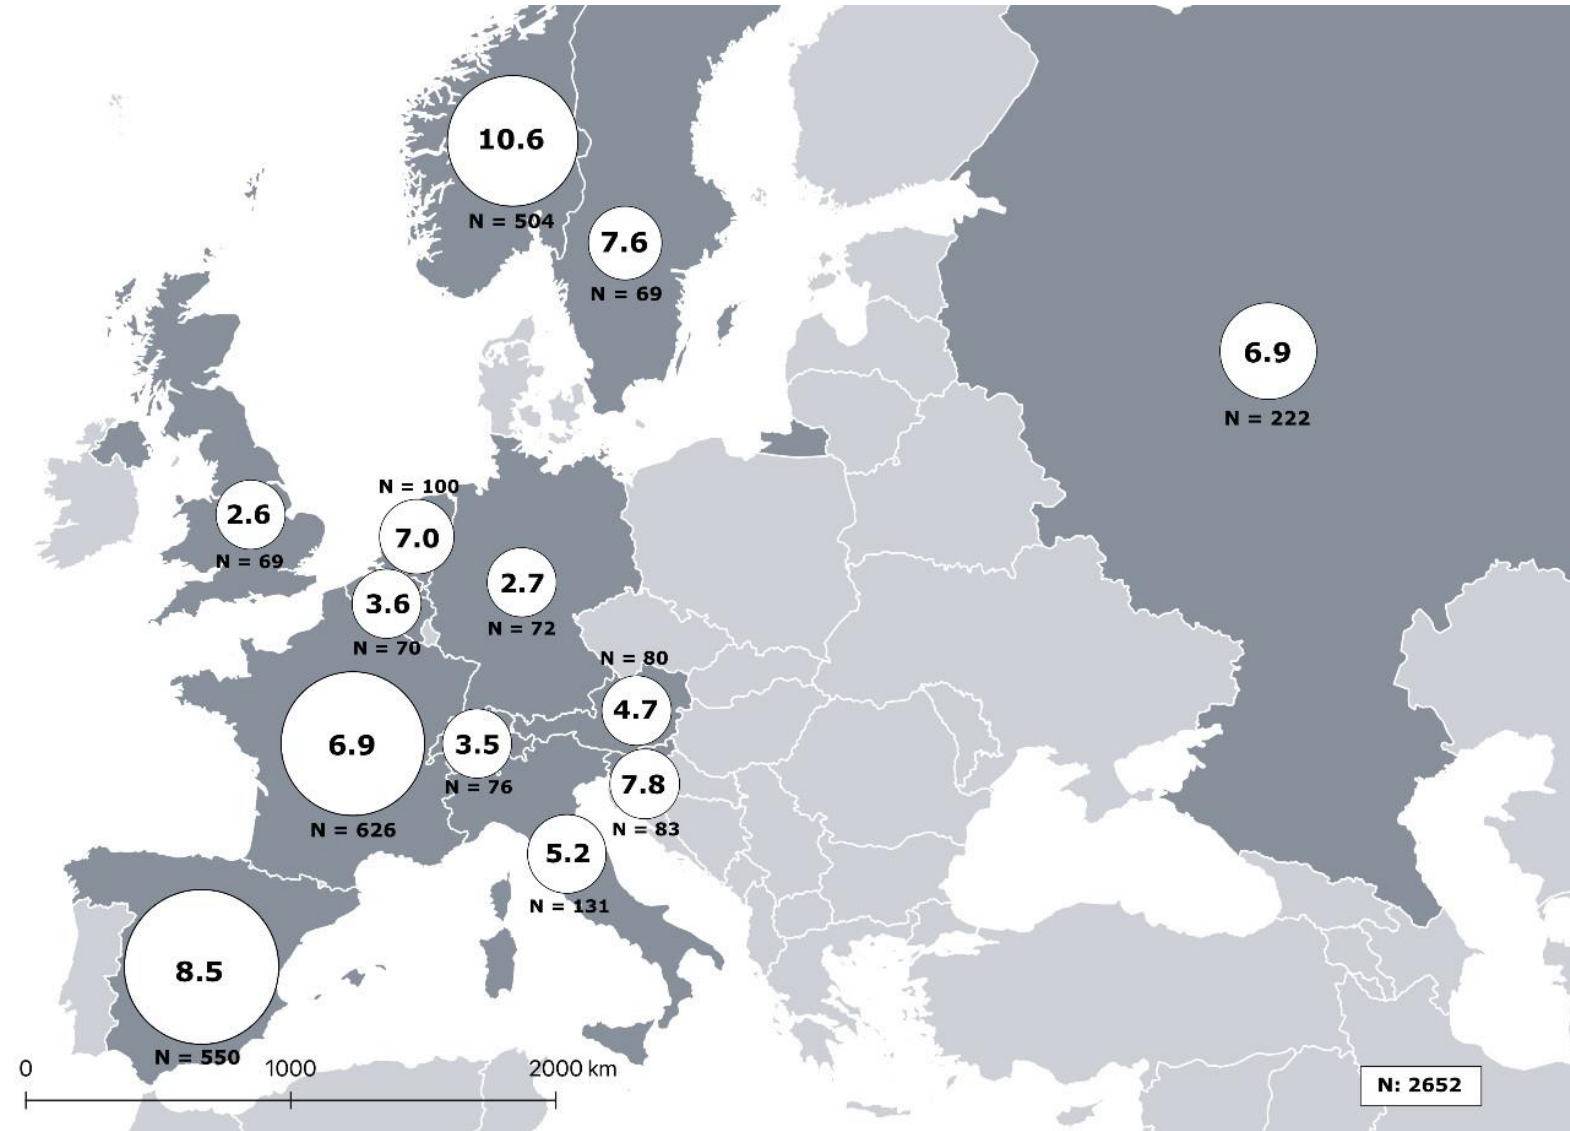 10.6
N = 504
7.6
N = 69
6.9
N = 222
N = 100
7.0
2.6
N = 69
2.7
N = 72
3.6
N = 70
N = 80
4.7
6.9
N = 626
3.5
N = 76
7.8
N = 83
5.2
N = 131
8.5
N = 550
0 1000 2000 km
N: 2652